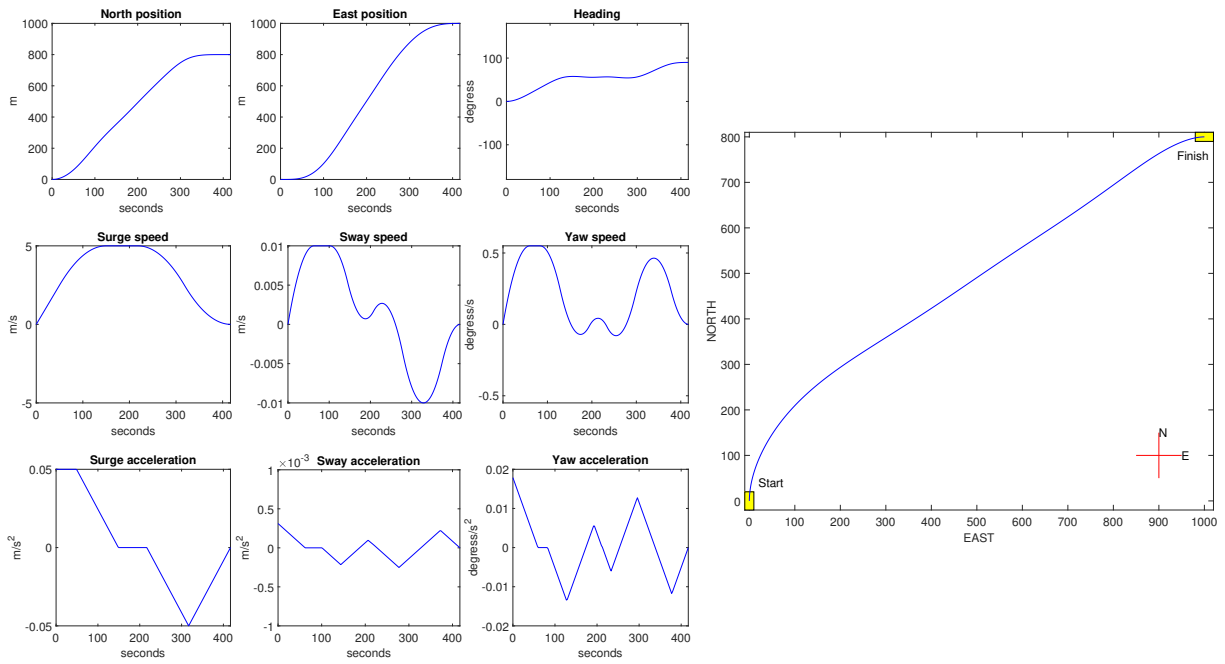 North position
1000
800
600
400
200
0
m
0 100 200 300 400
seconds
East position
1000
800
600
400
200
0
m
0 100 200 300 400
seconds
Heading
100
0
-100
degress
0 100 200 300 400
seconds
Surge speed
5
0
-5
m/s
0 100 200 300 400
seconds
Sway speed
0.01
0.005
0
-0.005
-0.01
m/s
0 100 200 300 400
seconds
Yaw speed
0.5
0
-0.5
degrees/s
0 100 200 300 400
seconds
Surge acceleration
0.05
0
-0.05
m/s²
0 100 200 300 400
seconds
×10⁻³
Sway acceleration
1
0.5
0
-0.5
-1
m/s²
0 100 200 300 400
seconds
Yaw acceleration
0.02
0.01
0
-0.01
-0.02
degrees/s²
0 100 200 300 400
seconds
800
700
600
500
400
300
200
100
0
NORTH
Finish
Start
N
E
0 100 200 300 400 500 600 700 800 900 1000
EAST